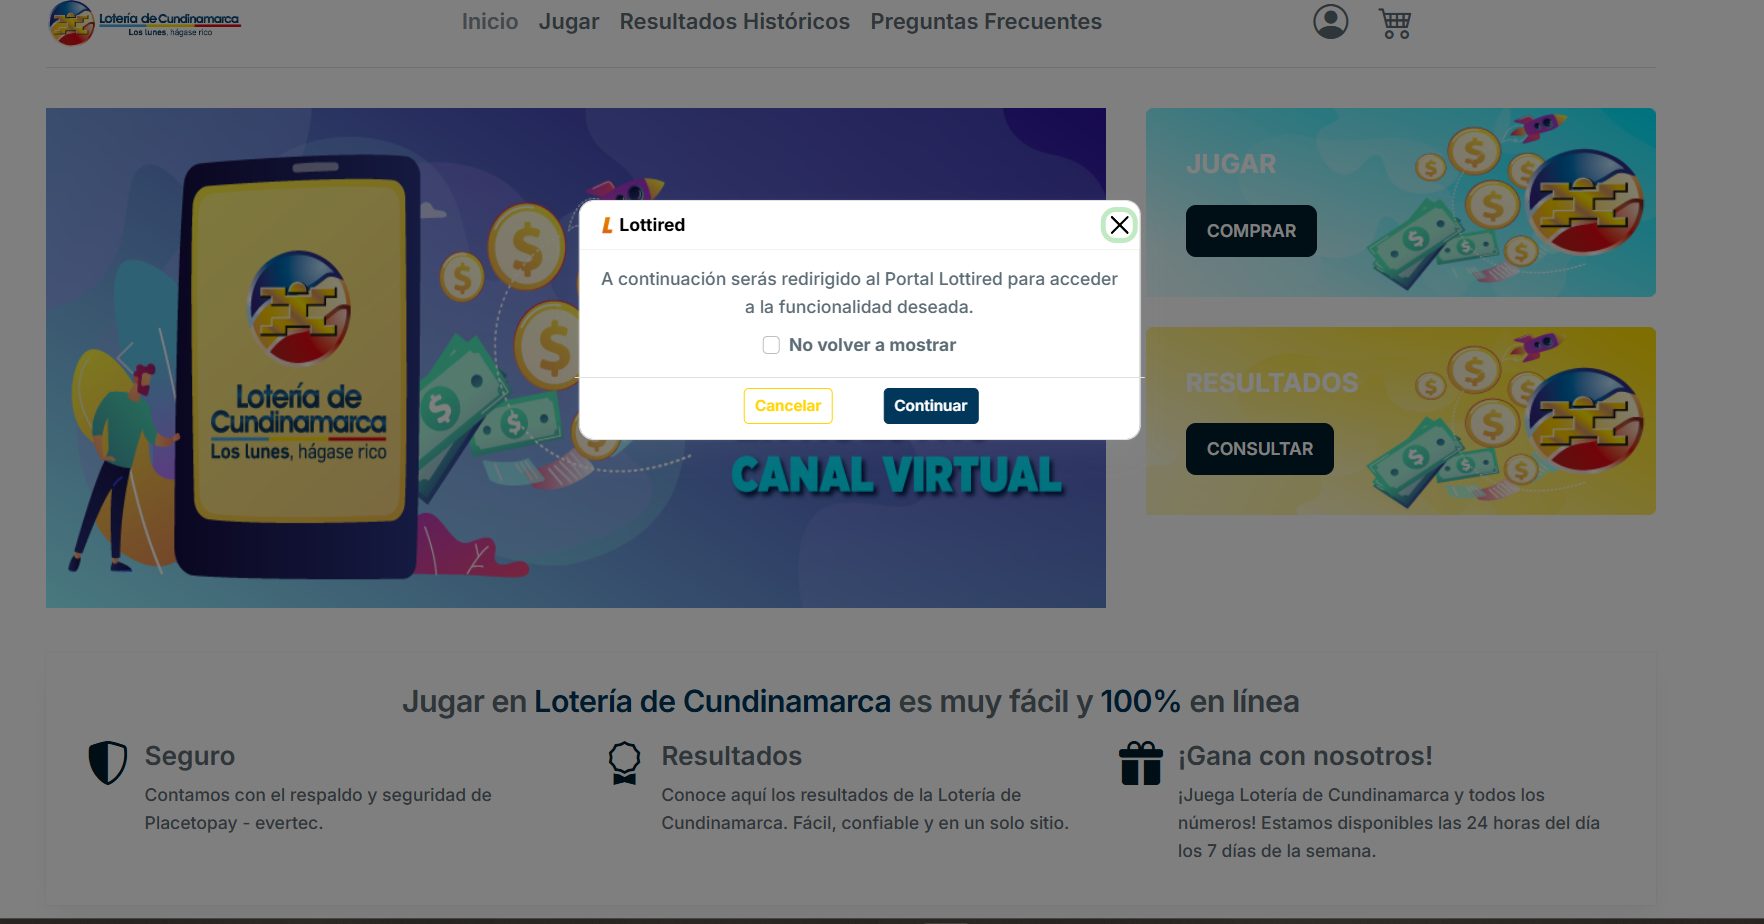 Lotería de Cundinamarca
Los lunes, hágase rico
Inicio
Jugar
Resultados Históricos
Preguntas Frecuentes
Lotería de
Cundinamarca
Los lunes, hágase rico
CANAL VIRTUAL
L Lottired
A continuación serás redirigido al Portal Lottired para acceder
a la funcionalidad deseada.
No volver a mostrar
Cancelar
Continuar
JUGAR
COMPRAR
RESULTADOS
CONSULTAR
Jugar en Lotería de Cundinamarca es muy fácil y 100% en línea
Seguro
Contamos con el respaldo y seguridad de
Placetopay - evertec.
Resultados
Conoce aquí los resultados de la Lotería de
Cundinamarca. Fácil, confiable y en un solo sitio.
¡Gana con nosotros!
¡Juega Lotería de Cundinamarca y todos los
números! Estamos disponibles las 24 horas del día
los 7 días de la semana.